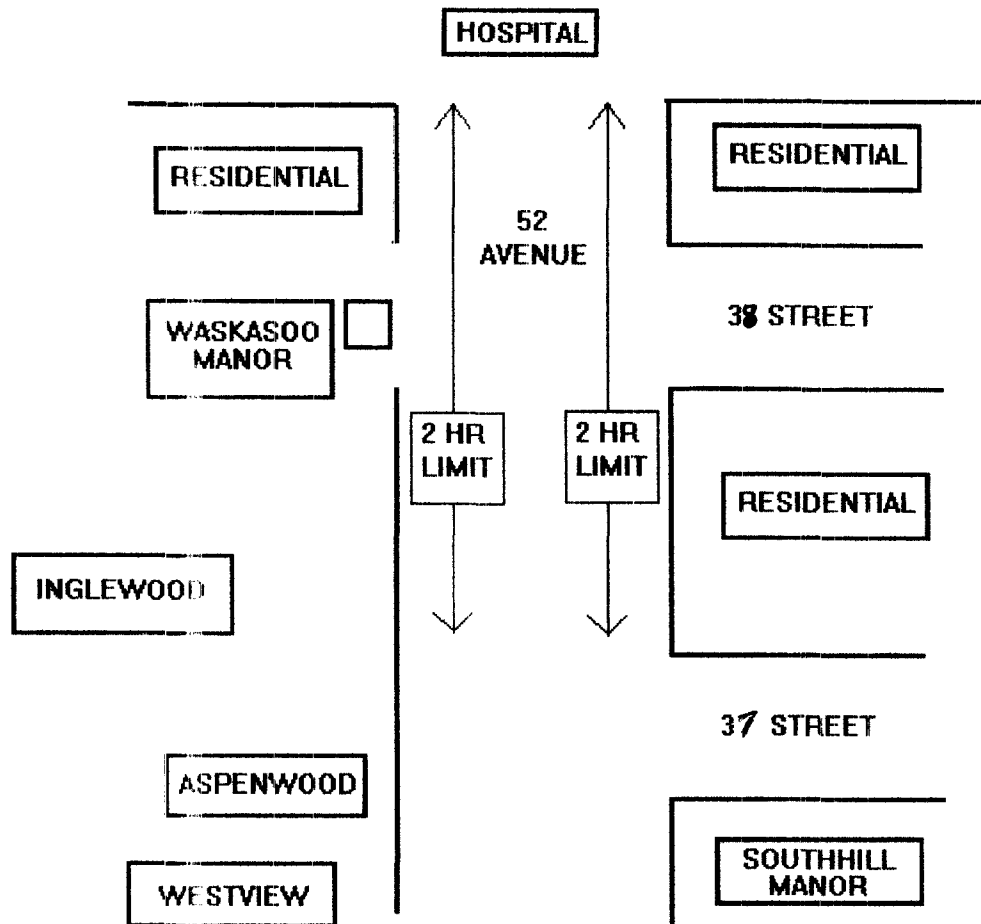 HOSPITAL
RESIDENTIAL
RESIDENTIAL
52
AVENUE
WASKASOO
MANOR
38 STREET
2 HR
LIMIT
2 HR
LIMIT
RESIDENTIAL
INGLEWOOD
37 STREET
ASPENWOOD
SOUTHHILL
MANOR
WESTVIEW